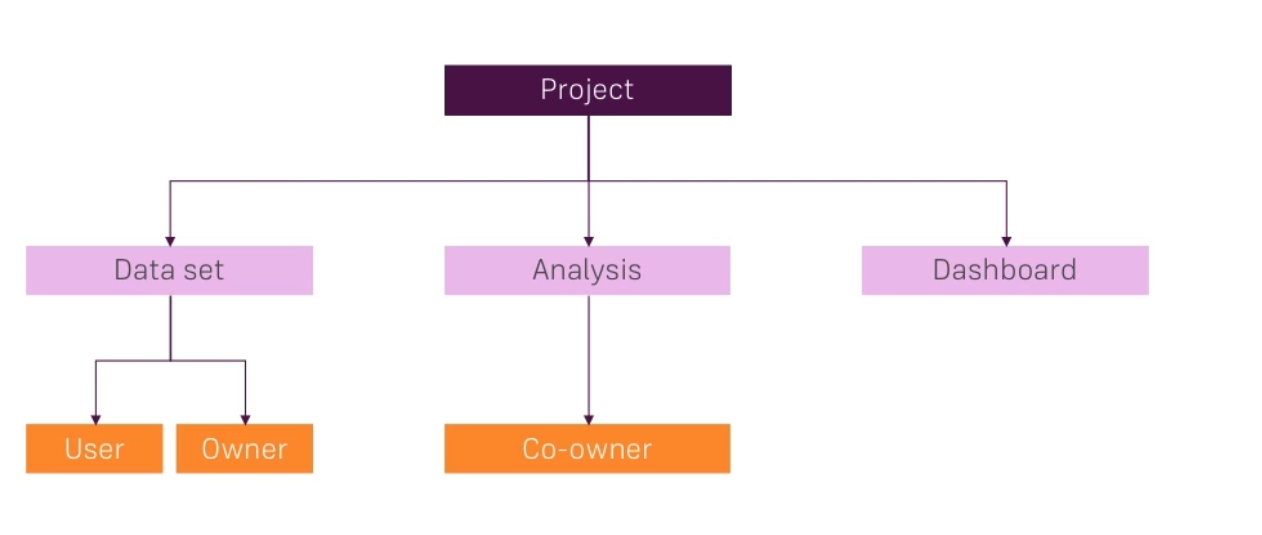 Project
Data set
Analysis
Dashboard
User
Owner
Co-owner